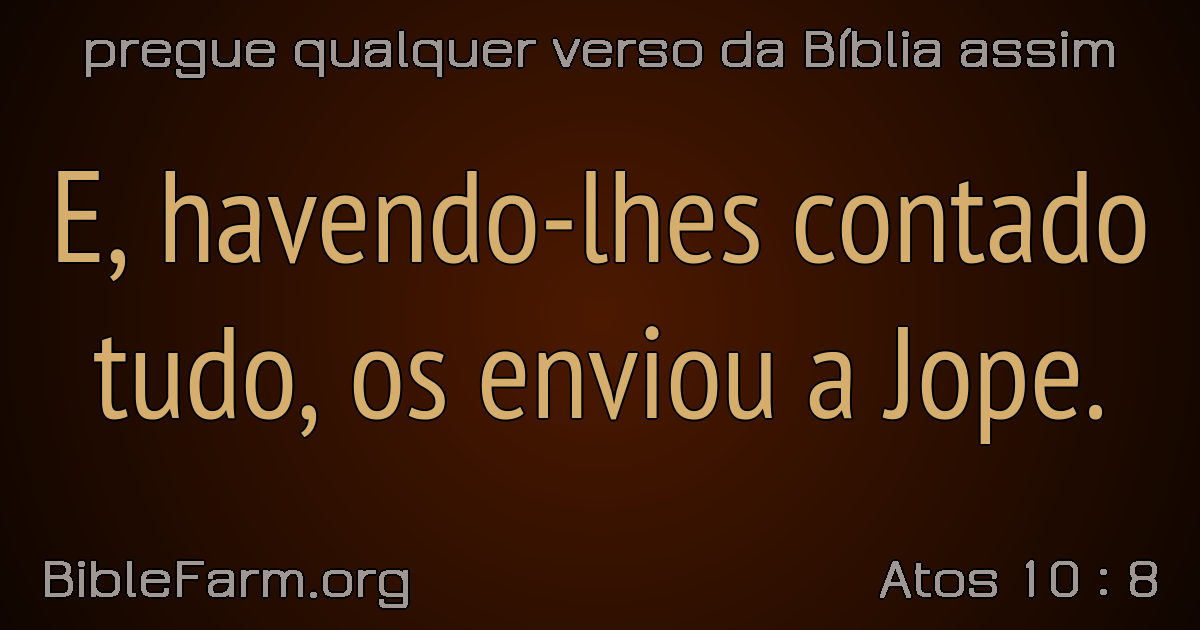 pregue qualquer verso da Bíblia assim
E, havendo-lhes contado
tudo, os enviou a Jope.
BibleFarm.org
Atos 10 : 8